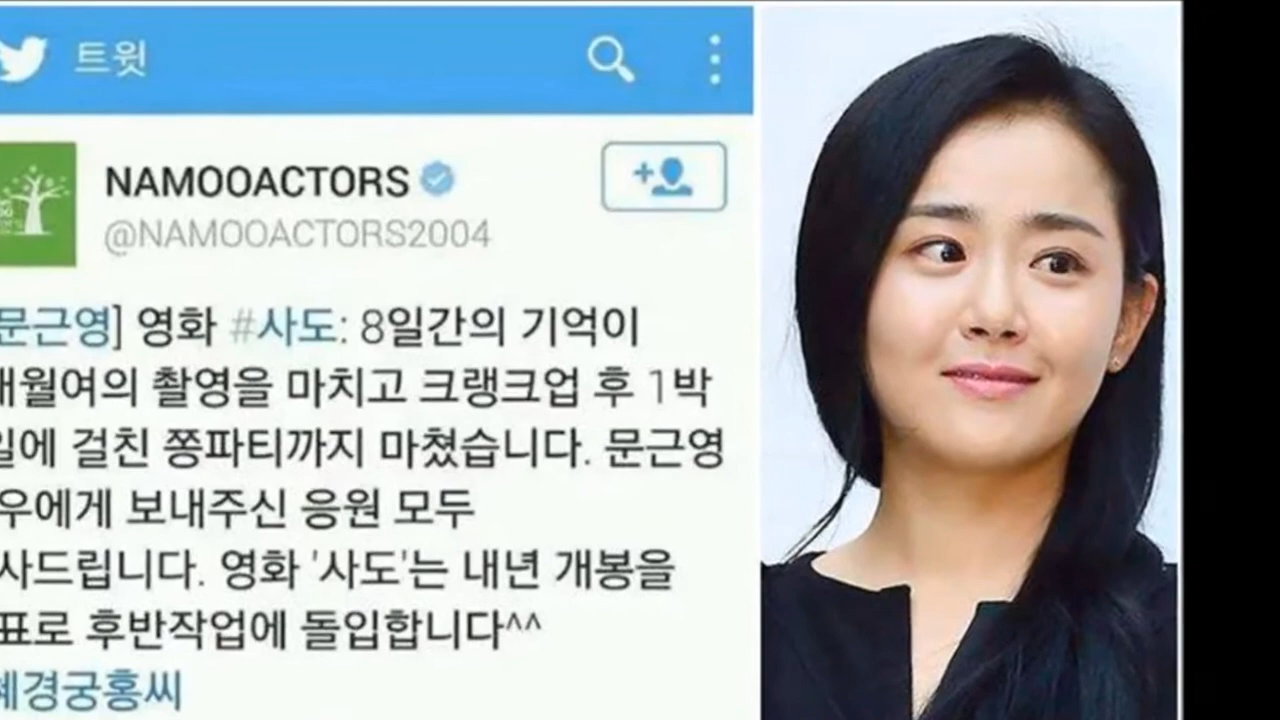 트윗
NAMOOACTORS
@NAMOOACTORS2004
문근영] 영화 #사도: 8일간의 기억이
개월여의 촬영을 마치고 크랭크업 후 1박
일에 걸친 쫑파티까지 마쳤습니다. 문근영
우에게 보내주신 응원 모두
사드립니다. 영화 '사도'는 내년 개봉을
표로 후반작업에 돌입합니다^^
혜경궁홍씨